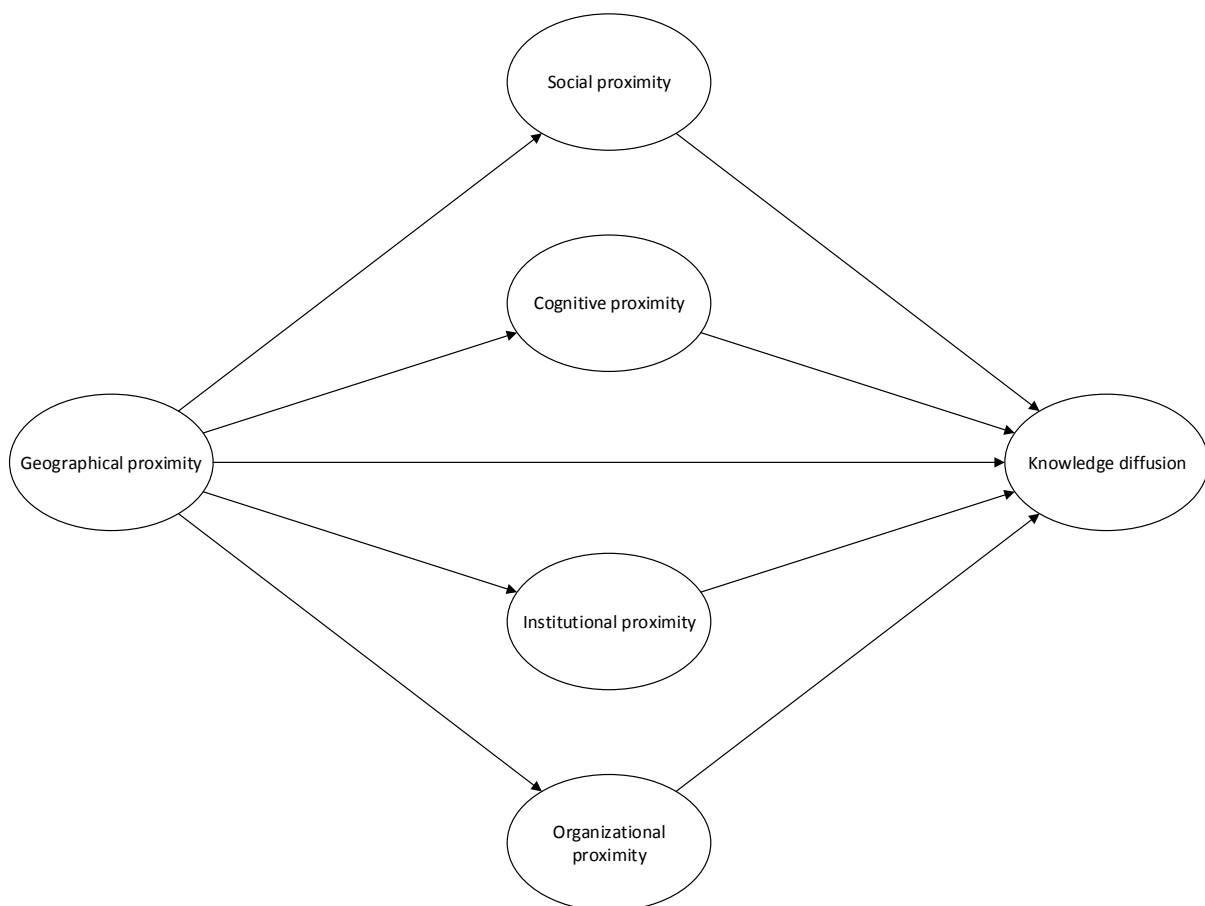 Social proximity
Cognitive proximity
Geographical proximity
Knowledge diffusion
Institutional proximity
Organizational
proximity